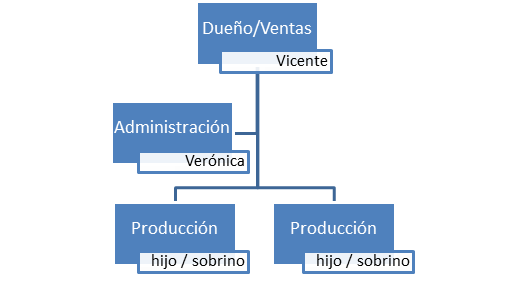 Dueño/Ventas
Vicente
Administración
Verónica
Producción
hijo / sobrino
Producción
hijo / sobrino